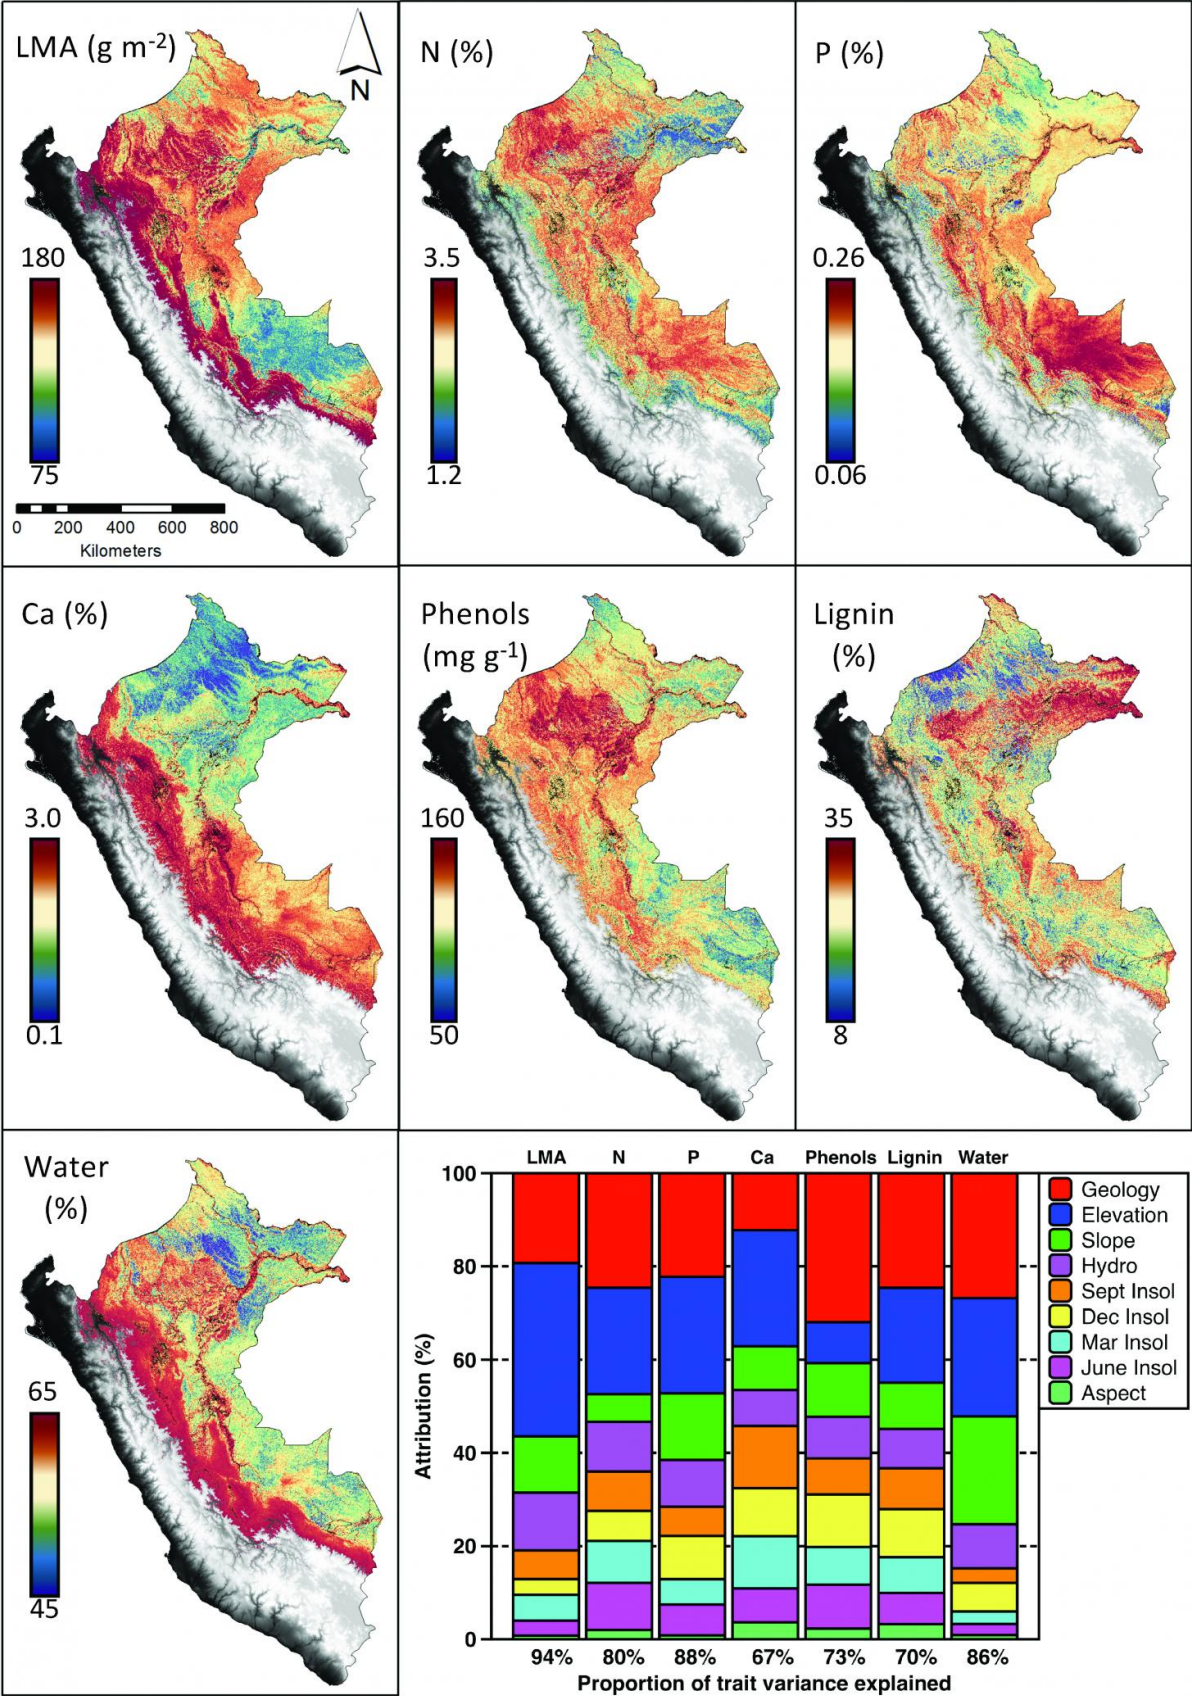 LMA (g m-2)
N
180
75
0 200 400 600 800
Kilometers
N (%)
3.5
1.2
P (%)
0.26
0.06
Ca (%)
3.0
0.1
Phenols
(mg g-1)
160
50
Lignin
(%)
35
8
Water
(%)
65
45
LMA N P Ca Phenols Lignin Water
100
80
60
40
20
0
Attribution (%)
94% 80% 88% 67% 73% 70% 86%
Proportion of trait variance explained
Geology
Elevation
Slope
Hydro
Sept Insol
Dec Insol
Mar Insol
June Insol
Aspect